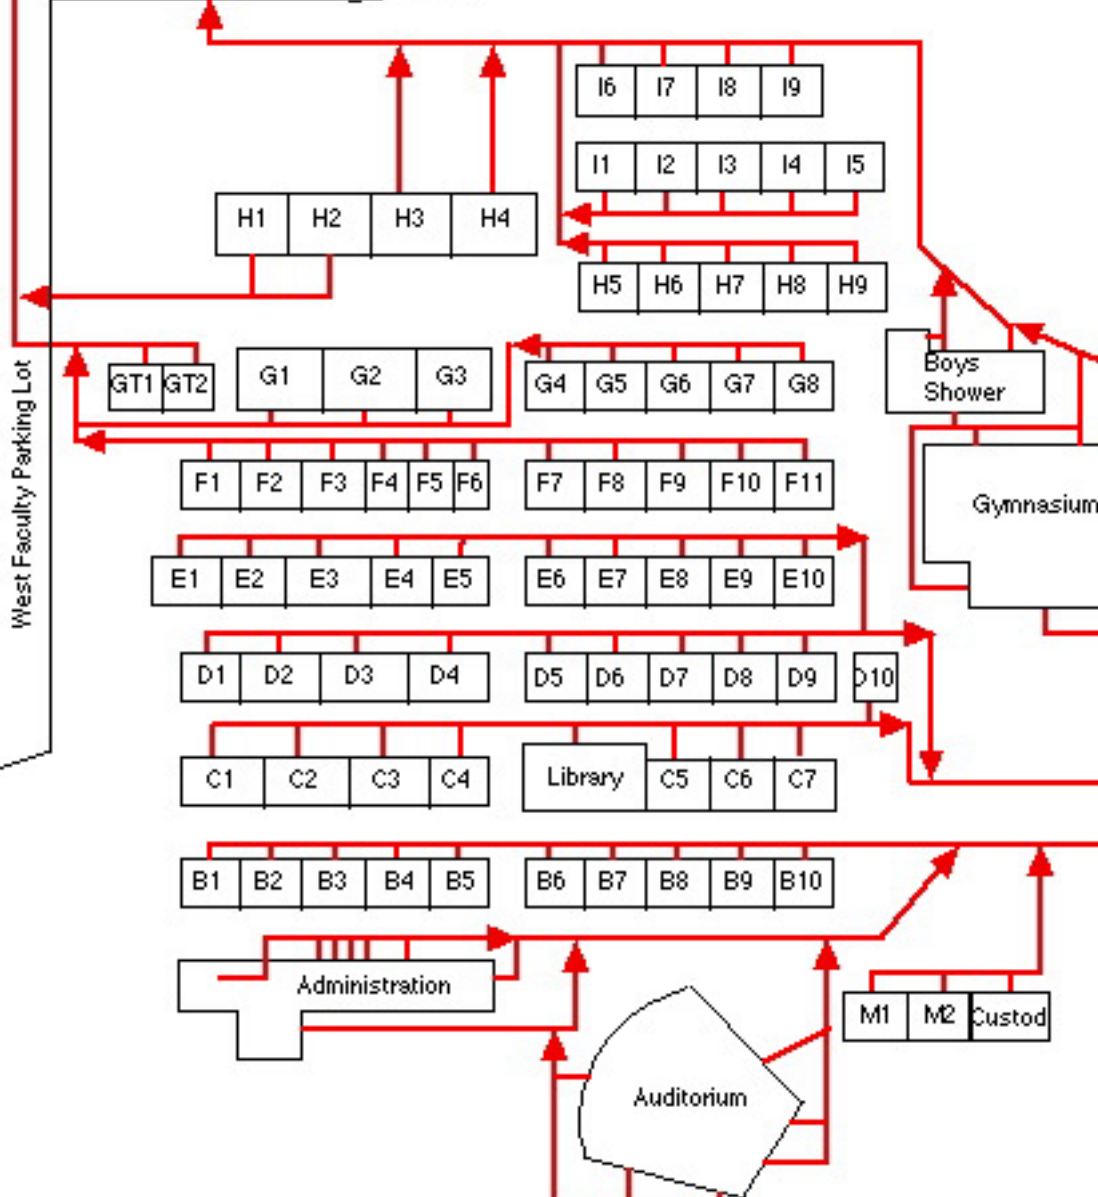 I6 I7 I8 I9
I1 I2 I3 I4 I5
H1 H2 H3 H4
H5 H6 H7 H8 H9
West Faculty Parking Lot
GT1 GT2
G1 G2 G3
G4 G5 G6 G7 G8
Boys
Shower
F1 F2 F3 F4 F5 F6 F7 F8 F9 F10 F11
Gymnasium
E1 E2 E3 E4 E5 E6 E7 E8 E9 E10
D1 D2 D3 D4 D5 D6 D7 D8 D9 D10
C1 C2 C3 C4 Library C5 C6 C7
B1 B2 B3 B4 B5 B6 B7 B8 B9 B10
Administration
M1 M2 Custod
Auditorium